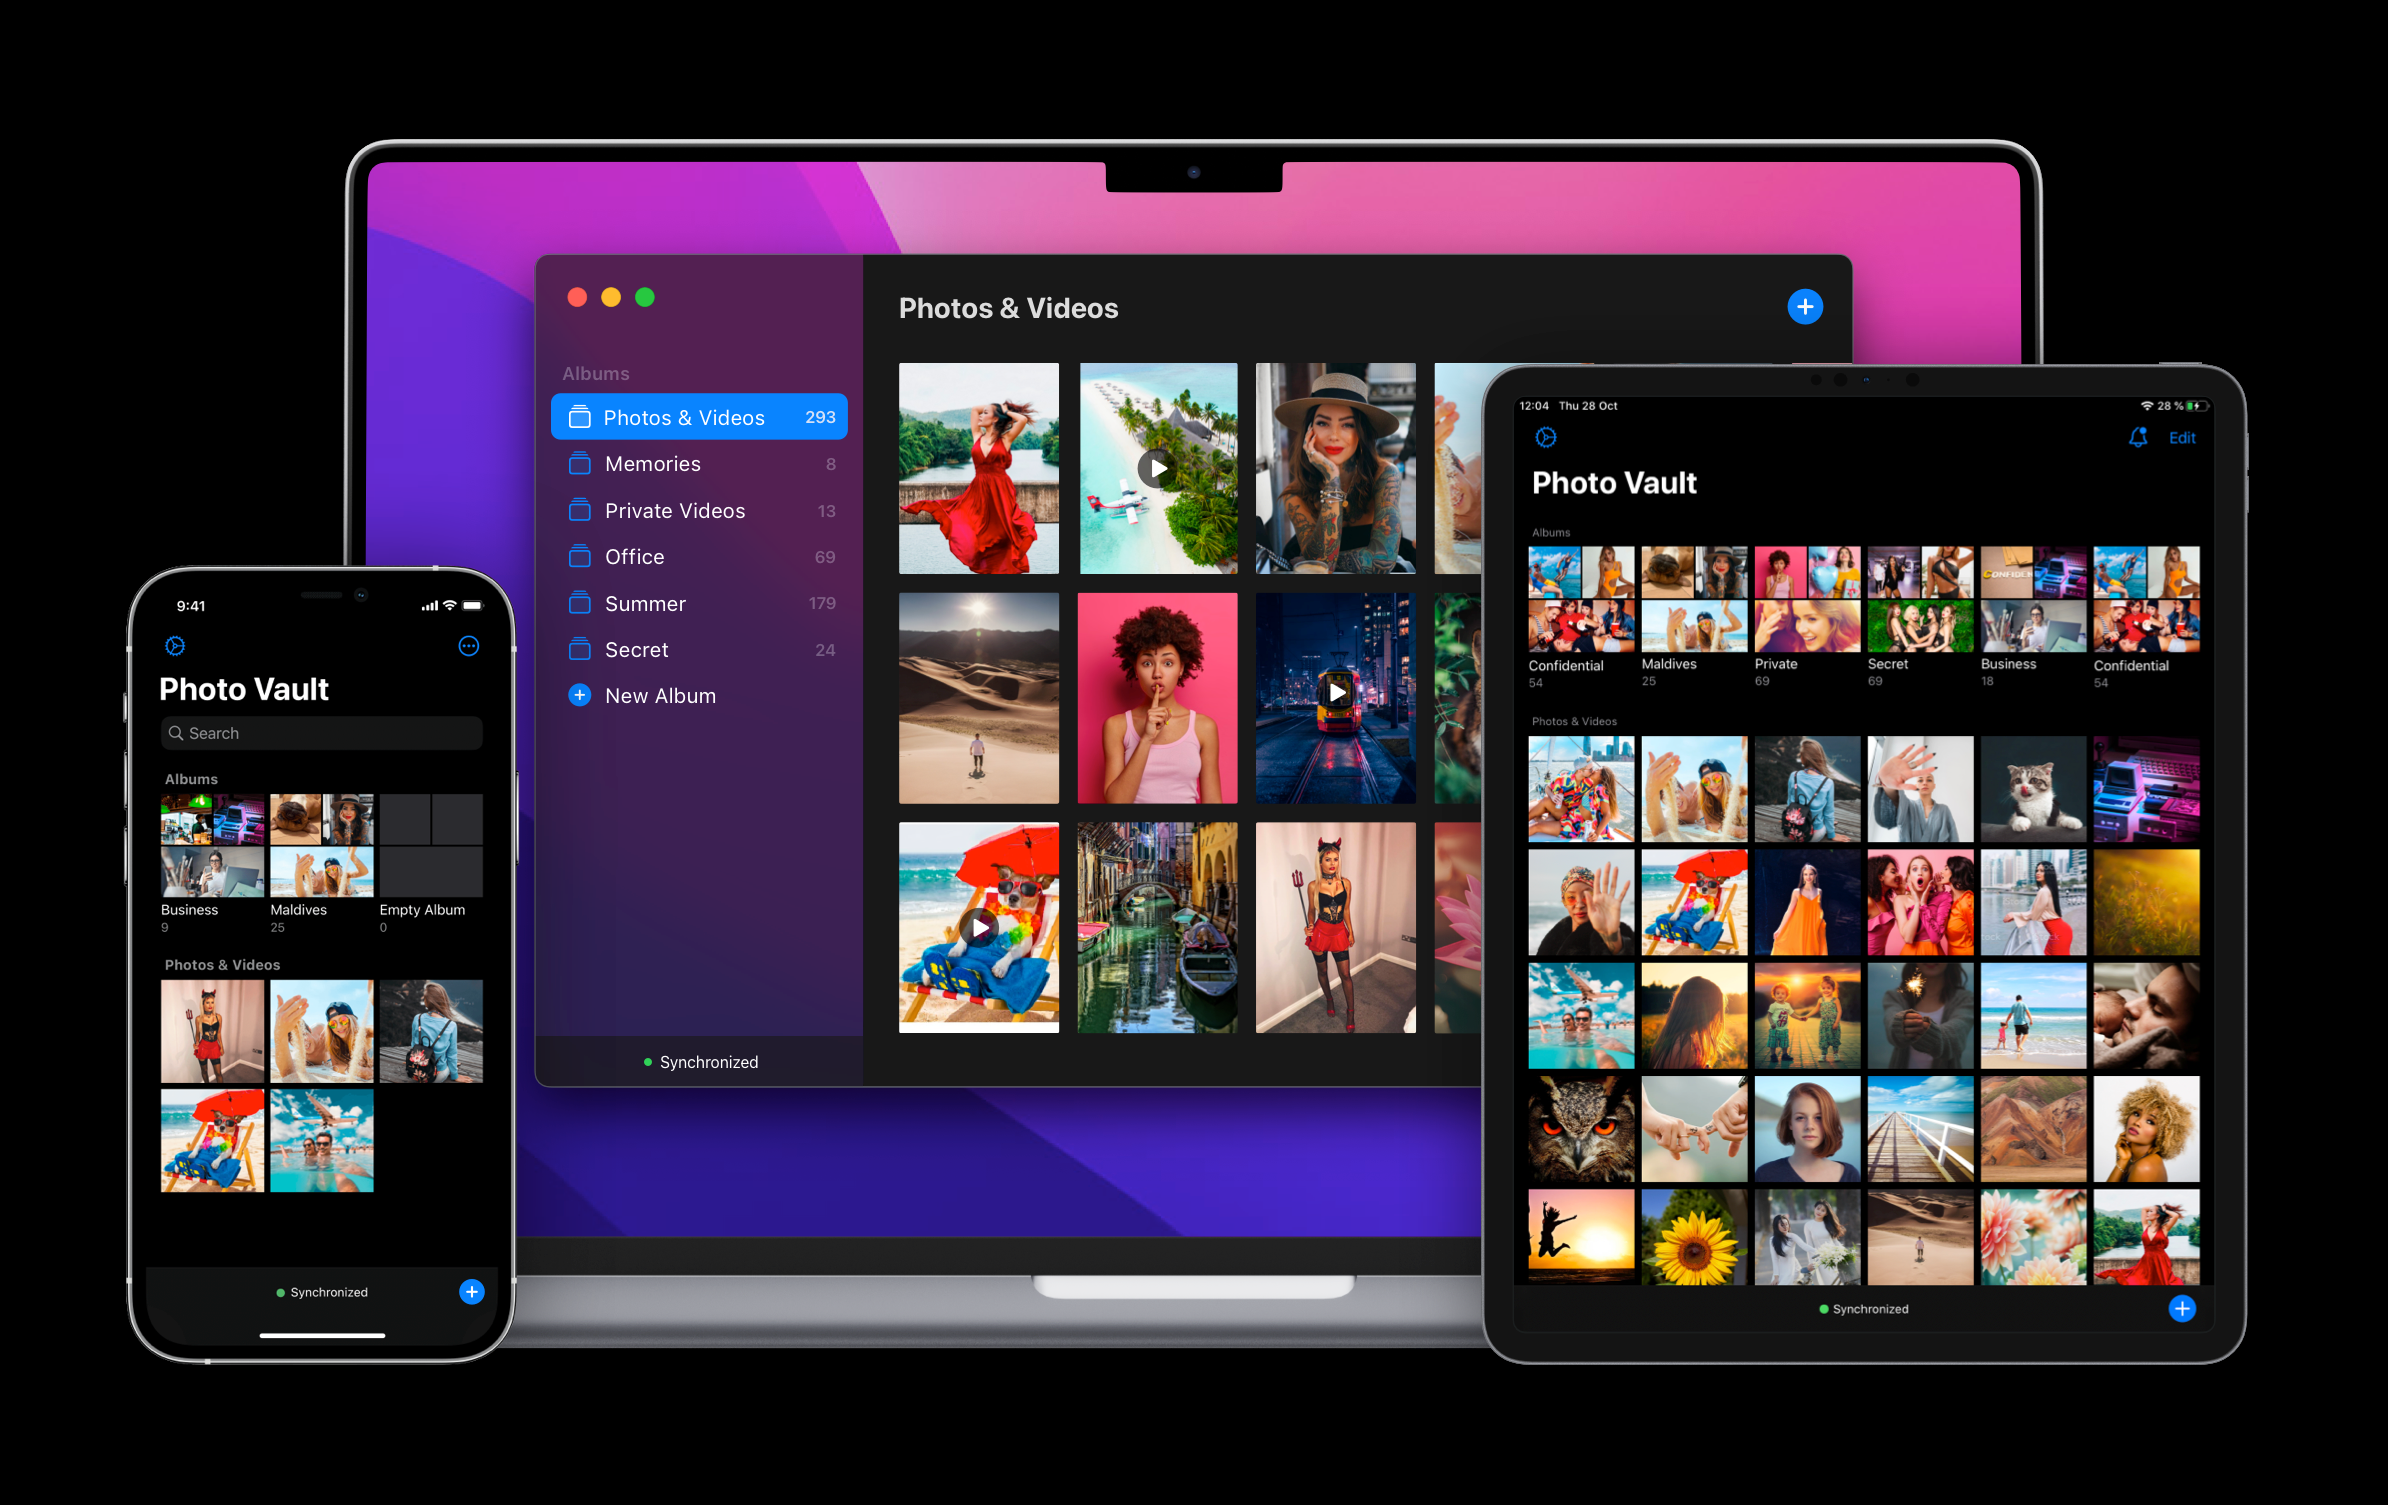 Photos & Videos
Albums
Photos & Videos 293
Memories 8
Private Videos 13
Office 69
Summer 179
Secret 24
New Album
Synchronized
9:41
Photo Vault
Search
Albums
Business
9
Maldives
25
Empty Album
0
Photos & Videos
Synchronized
12:04 Thu 28 Oct
28 %
Edit
Photo Vault
Albums
Confidential
54
Maldives
25
Private
69
Secret
69
Business
18
Confidential
54
Photos & Videos
Synchronized